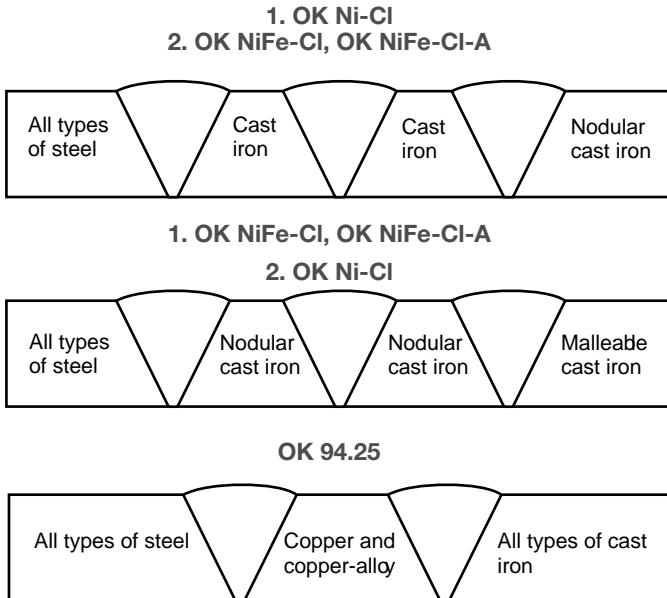 1. OK Ni-Cl
2. OK NiFe-Cl, OK NiFe-Cl-A
All types
of steel
Cast
iron
Cast
iron
Nodular
cast iron
1. OK NiFe-Cl, OK NiFe-Cl-A
2. OK Ni-Cl
All types
of steel
Nodular
cast iron
Nodular
cast iron
Malleable
cast iron
OK 94.25
All types of steel
Copper and
copper-alloy
All types of cast
iron